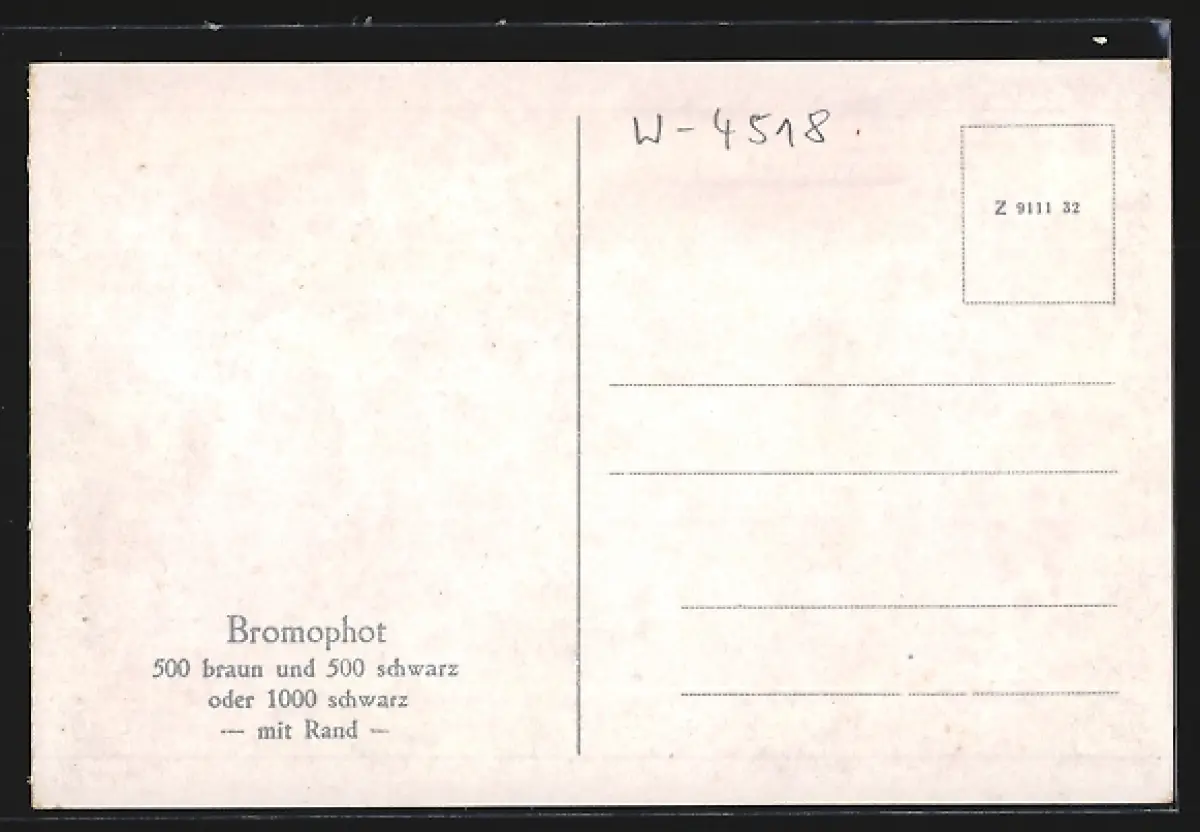 W-4518.
Z 9111 32
Bromophot
500 braun und 500 schwarz
oder 1000 schwarz
— mit Rand —